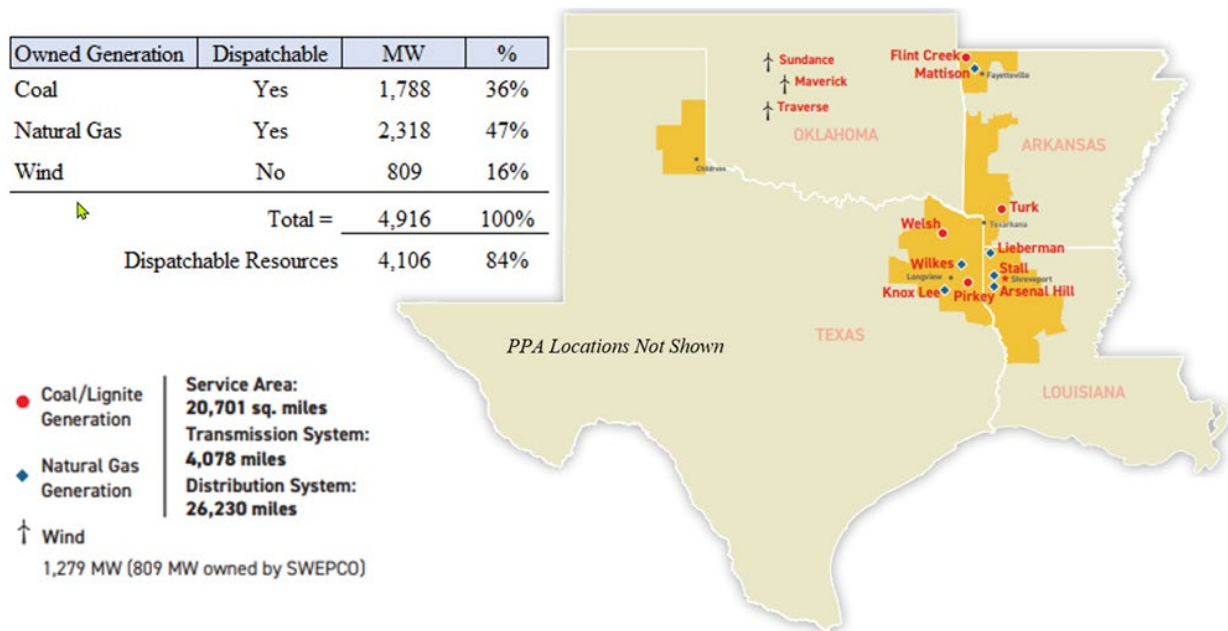 Owned Generation Dispatchable MW %
Coal Yes 1,788 36%
Natural Gas Yes 2,318 47%
Wind No 809 16%
Total = 4,916 100%
Dispatchable Resources 4,106 84%
Coal/Lignite
Generation
Natural Gas
Generation
Wind
1,279 MW (809 MW owned by SWEPCO)
Service Area:
20,701 sq. miles
Transmission System:
4,078 miles
Distribution System:
26,230 miles
Sundance
Maverick
Traverse
OKLAHOMA
Flint Creek
Mattison
Fayetteville
ARKANSAS
Childress
Turk
Texarkana
Welsh
Lieberman
Wilkes
Stall
Longview
Shreveport
Knox Lee
Pirkey
Arsenal Hill
TEXAS
PPA Locations Not Shown
LOUISIANA